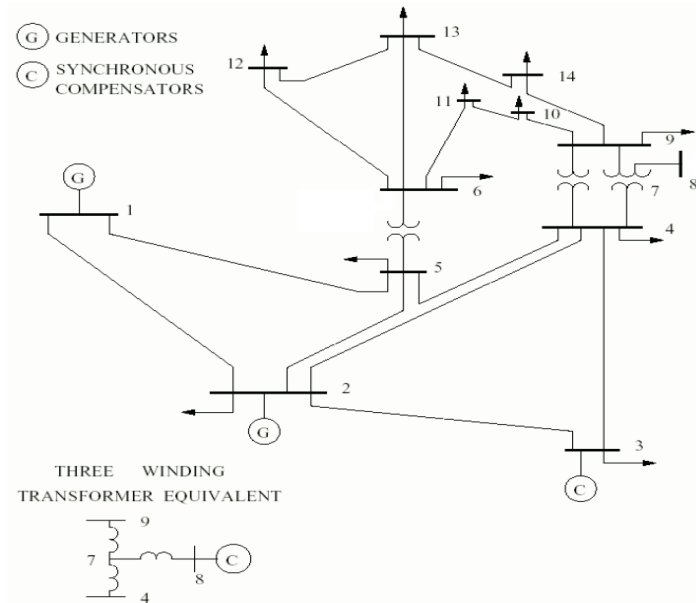 G GENERATORS
C SYNCHRONOUS
COMPENSATORS
13
12
14
11
10
9
8
7
6
G
1
4
5
2
G
3
C
THREE WINDING
TRANSFORMER EQUIVALENT
9
7
C
8
4